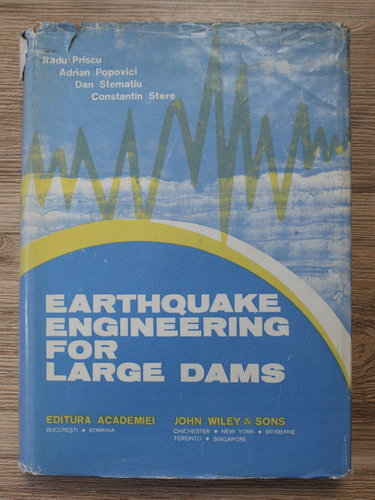 Radu Priscu
Adrian Popovici
Dan Stematiu
Constantin Stere
EARTHQUAKE
ENGINEERING
FOR
LARGE DAMS
EDITURA ACADEMIEI
BUCUREŞTI • ROMANIA
JOHN WILEY & SONS
CHICHESTER • NEW YORK • BRISBANE
TORONTO • SINGAPORE